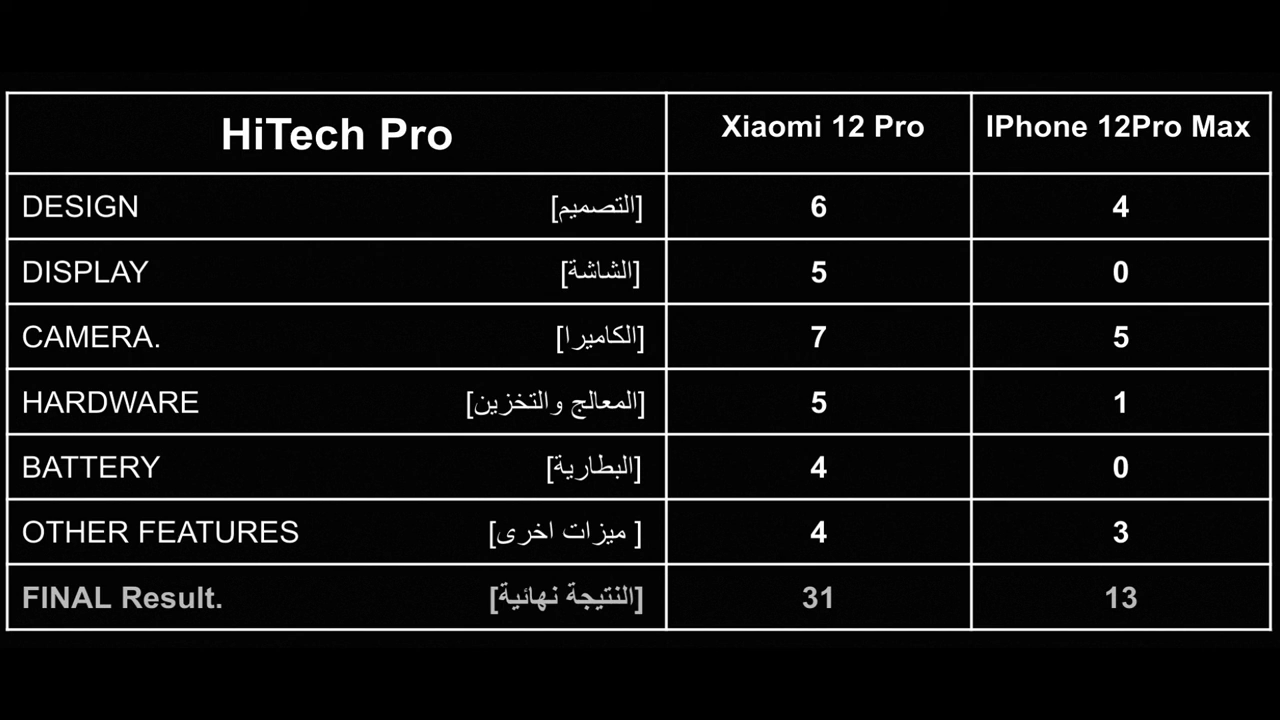 HiTech Pro Xiaomi 12 Pro IPhone 12Pro Max
DESIGN [التصميم] 6 4
DISPLAY [الشاشة] 5 0
CAMERA. [الكاميرا] 7 5
HARDWARE [المعالج والتخزين] 5 1
BATTERY [البطارية] 4 0
OTHER FEATURES [ميزات اخرى ] 4 3
FINAL Result. [النتيجة نهائية] 31 13